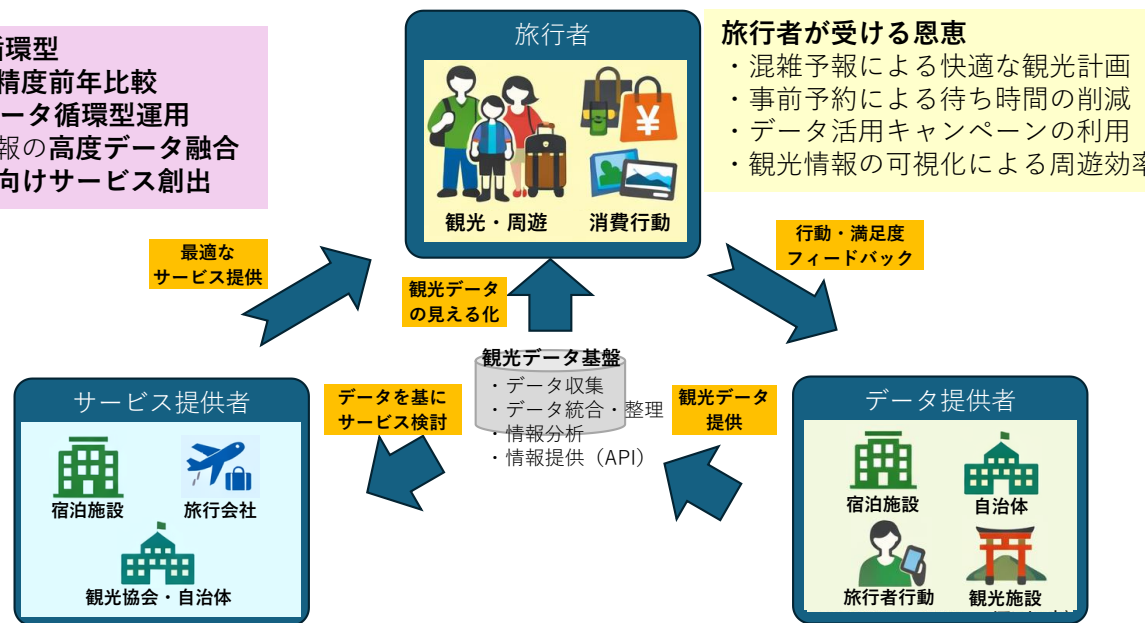 循環型
精度前年比較
データ循環型運用
報の高度データ融合
向けサービス創出
旅行者
¥
観光・周遊
消費行動
旅行者が受ける恩恵
・混雑予報による快適な観光計画
・事前予約による待ち時間の削減
・データ活用キャンペーンの利用
・観光情報の可視化による周遊効率
最適な
サービス提供
観光データ
の見える化
行動・満足度
フィードバック
サービス提供者
宿泊施設
旅行会社
観光協会・自治体
データを基に
サービス検討
観光データ基盤
・データ収集
・データ統合・整理
・情報分析
・情報提供（API）
観光データ
提供
データ提供者
宿泊施設
自治体
旅行者行動
観光施設